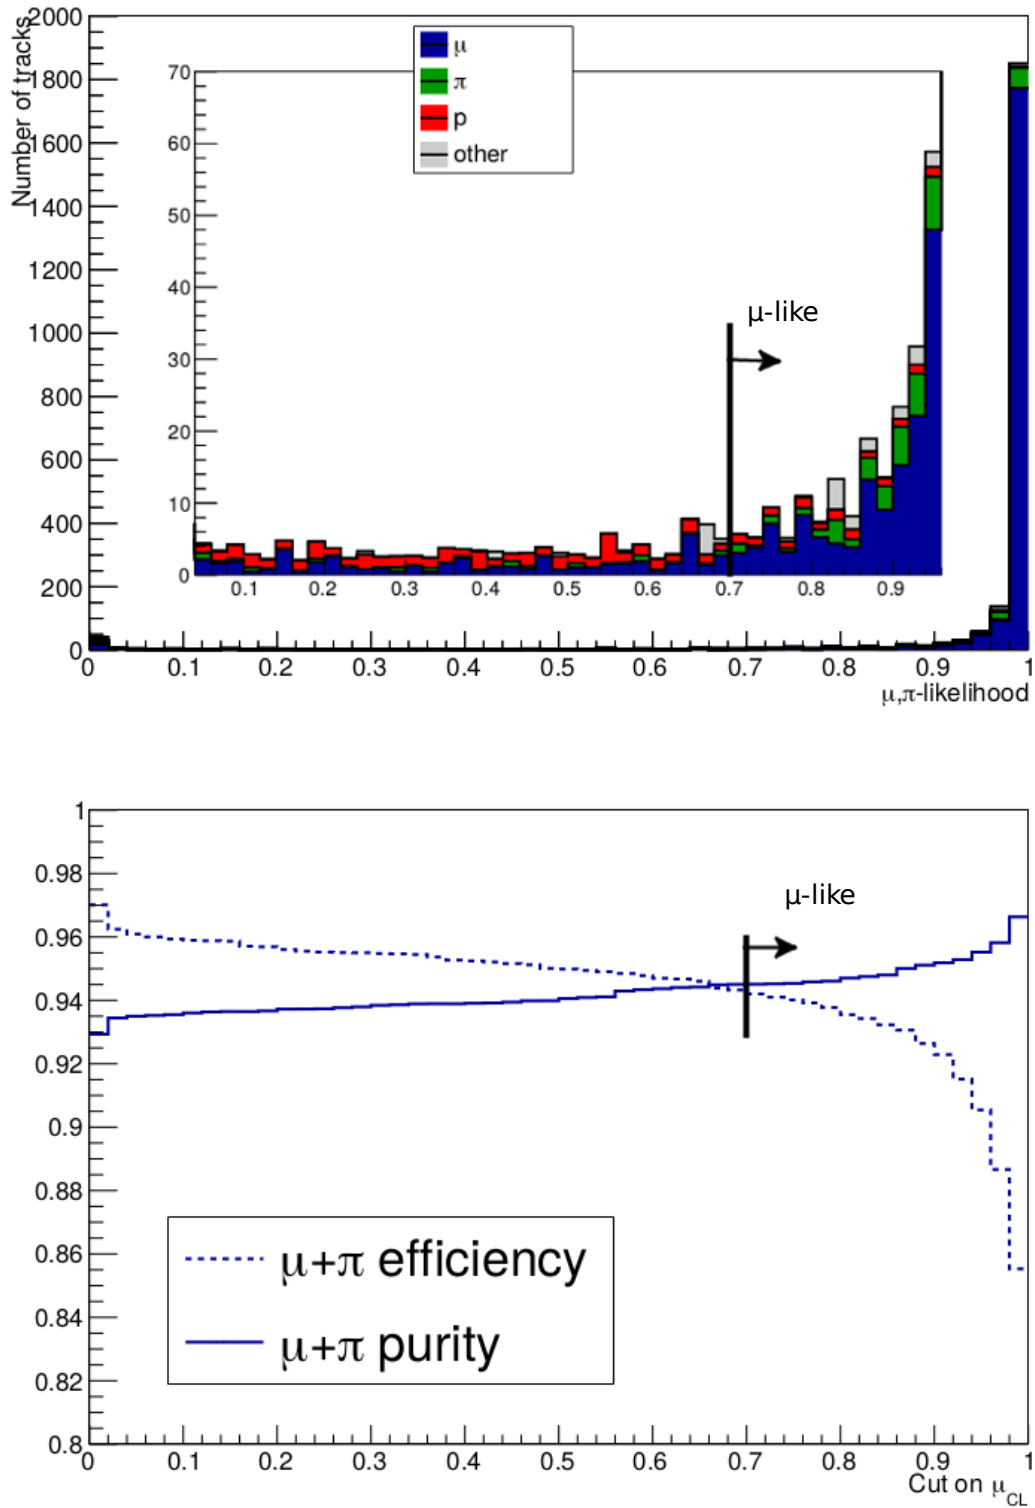 Number of tracks
2000
1800
1600
1400
1200
1000
800
600
400
200
0
70
60
50
40
30
20
10
0
μ
π
p
other
μ-like
0.1 0.2 0.3 0.4 0.5 0.6 0.7 0.8 0.9
0 0.1 0.2 0.3 0.4 0.5 0.6 0.7 0.8 0.9 1
μ,π-likelihood
1
0.98
0.96
0.94
0.92
0.9
0.88
0.86
0.84
0.82
0.8
μ-like
μ+π efficiency
μ+π purity
0 0.1 0.2 0.3 0.4 0.5 0.6 0.7 0.8 0.9 1
Cut on μCL